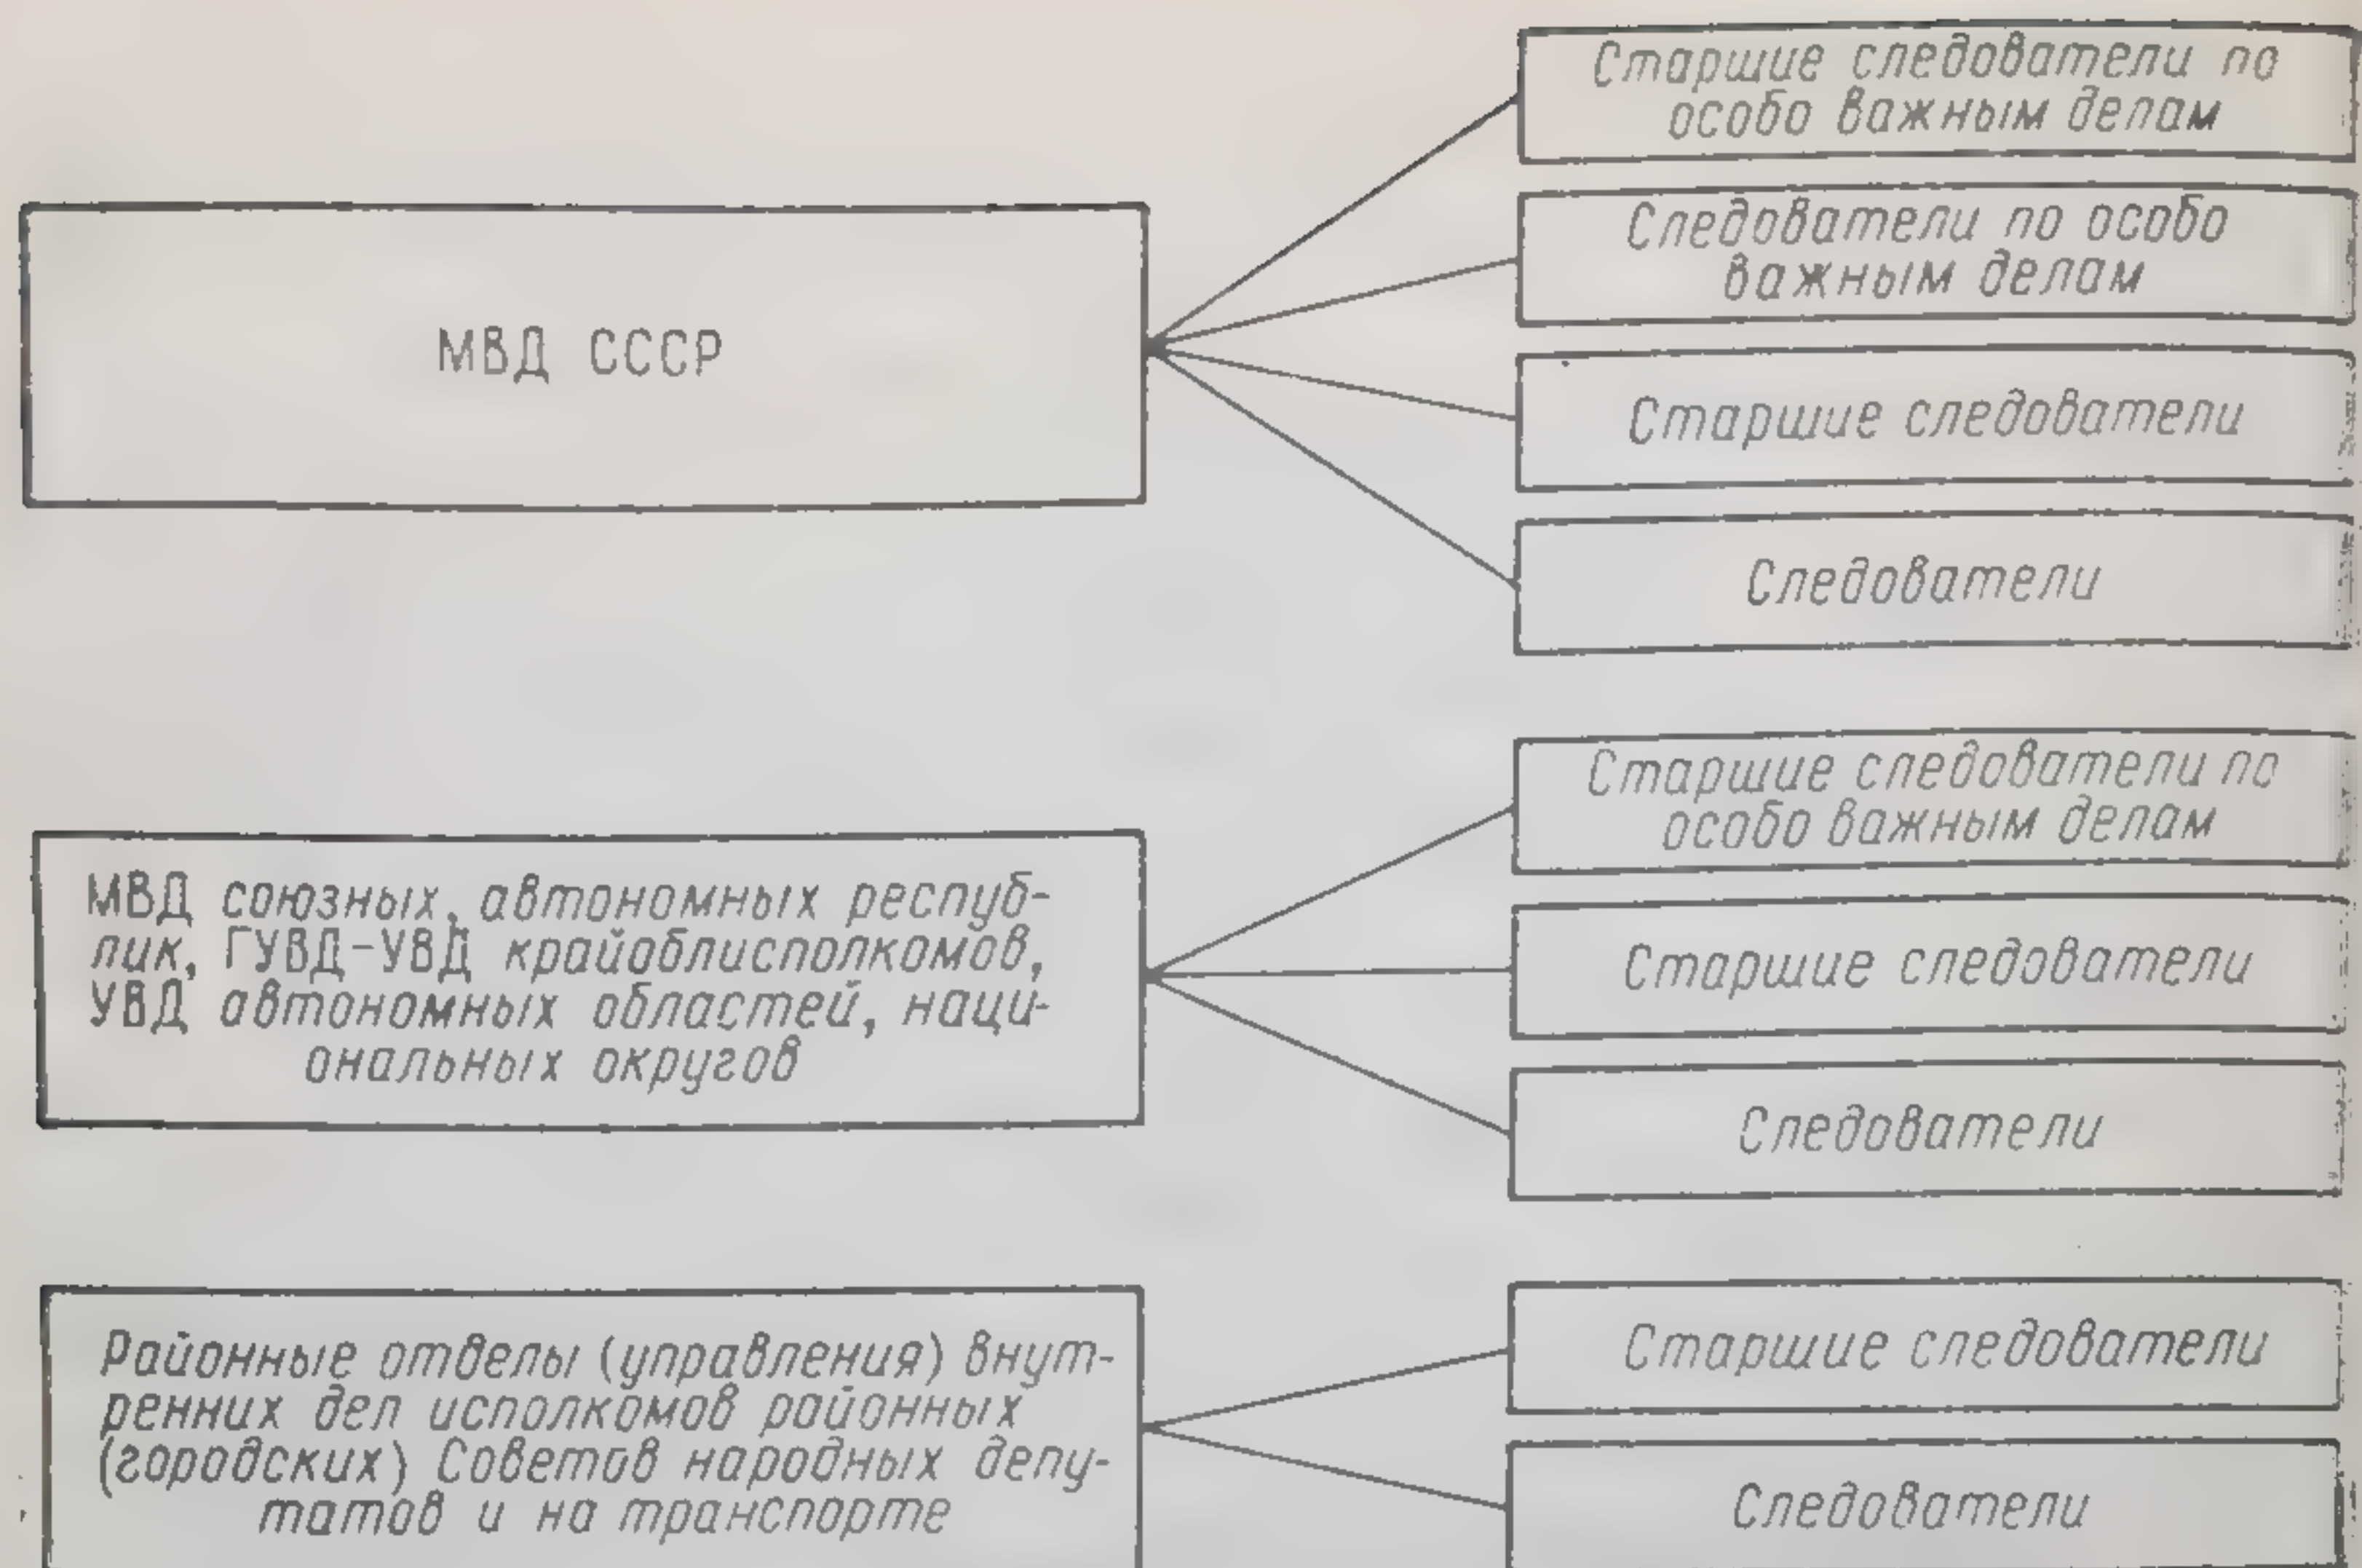 Старшие следователи по
особо важным делам
Следователи по особо
важным делам
МВД СССР
Старшие следователи
Следователи
Старшие следователи по
особо важным делам
МВД союзных, автономных респуб-
лик, ГУВД-УВД крайоблисполкомов,
УВД автономных областей, наци-
ональных округов
Старшие следователи
Следователи
Районные отделы (управления) внут-
ренних дел исполкомов районных
(городских) Советов народных депу-
татов и на транспорте
Старшие следователи
Следователи